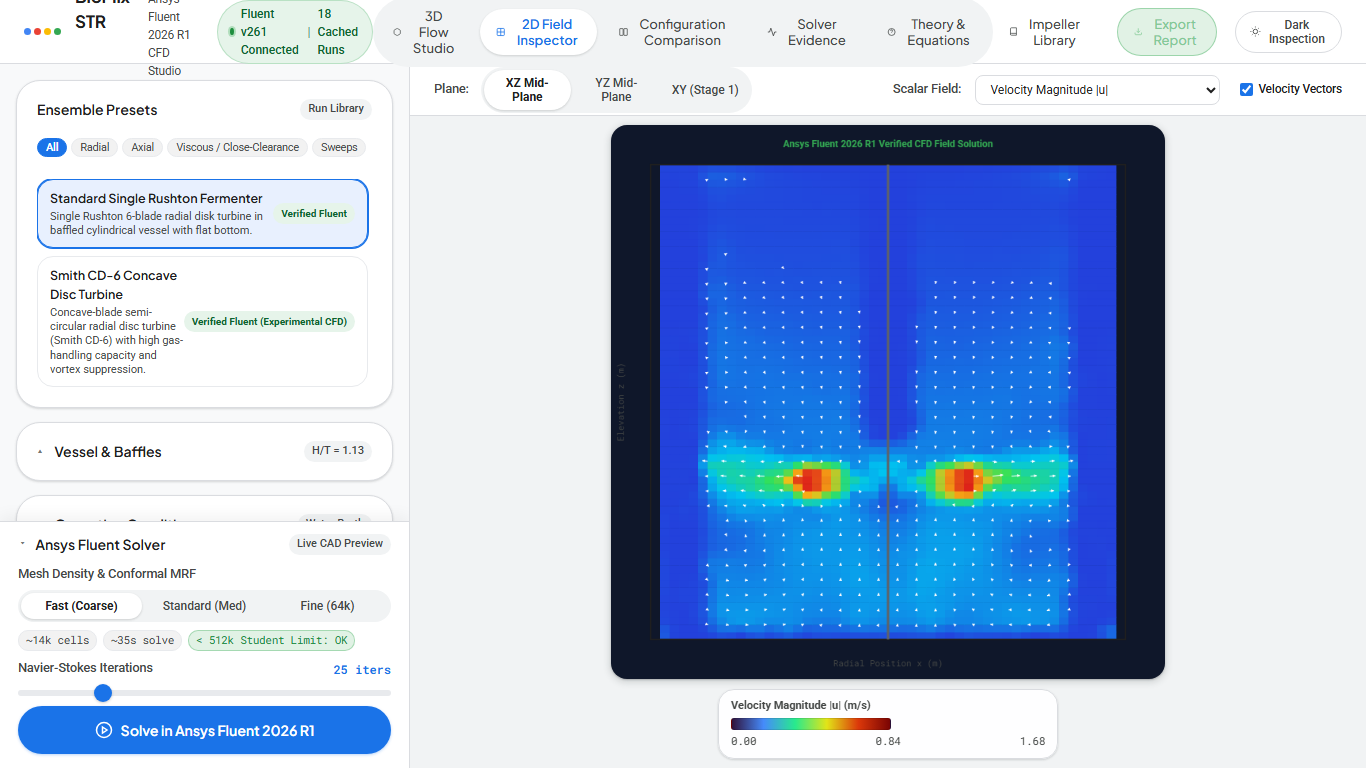 STR
Fluent
2026 R1
CFD
Studio
Fluent
v261
Connected
|
18
Cached
Runs
3D
Flow
Studio
2D Field
Inspector
Configuration
Comparison
Solver
Evidence
Theory &
Equations
Impeller
Library
Export
Report
Dark
Inspection
Ensemble Presets
Run Library
All
Radial
Axial
Viscous / Close-Clearance
Sweeps
Standard Single Rushton Fermenter
Single Rushton 6-blade radial disk turbine in
baffled cylindrical vessel with flat bottom.
Verified Fluent
Smith CD-6 Concave
Disc Turbine
Concave-blade semi-
circular radial disc turbine
(Smith CD-6) with high gas-
handling capacity and
vortex suppression.
Verified Fluent (Experimental CFD)
Vessel & Baffles
H/T = 1.13
Ansys Fluent Solver
Live CAD Preview
Mesh Density & Conformal MRF
Fast (Coarse)
Standard (Med)
Fine (64k)
~14k cells
~35s solve
< 512k Student Limit: OK
Navier-Stokes Iterations
25 iters
Solve in Ansys Fluent 2026 R1
Plane:
XZ Mid-
Plane
YZ Mid-
Plane
XY (Stage 1)
Scalar Field:
Velocity Magnitude |u|
Velocity Vectors
Ansys Fluent 2026 R1 Verified CFD Field Solution
Elevation z (m)
Radial Position x (m)
Velocity Magnitude |u| (m/s)
0.00
0.84
1.68